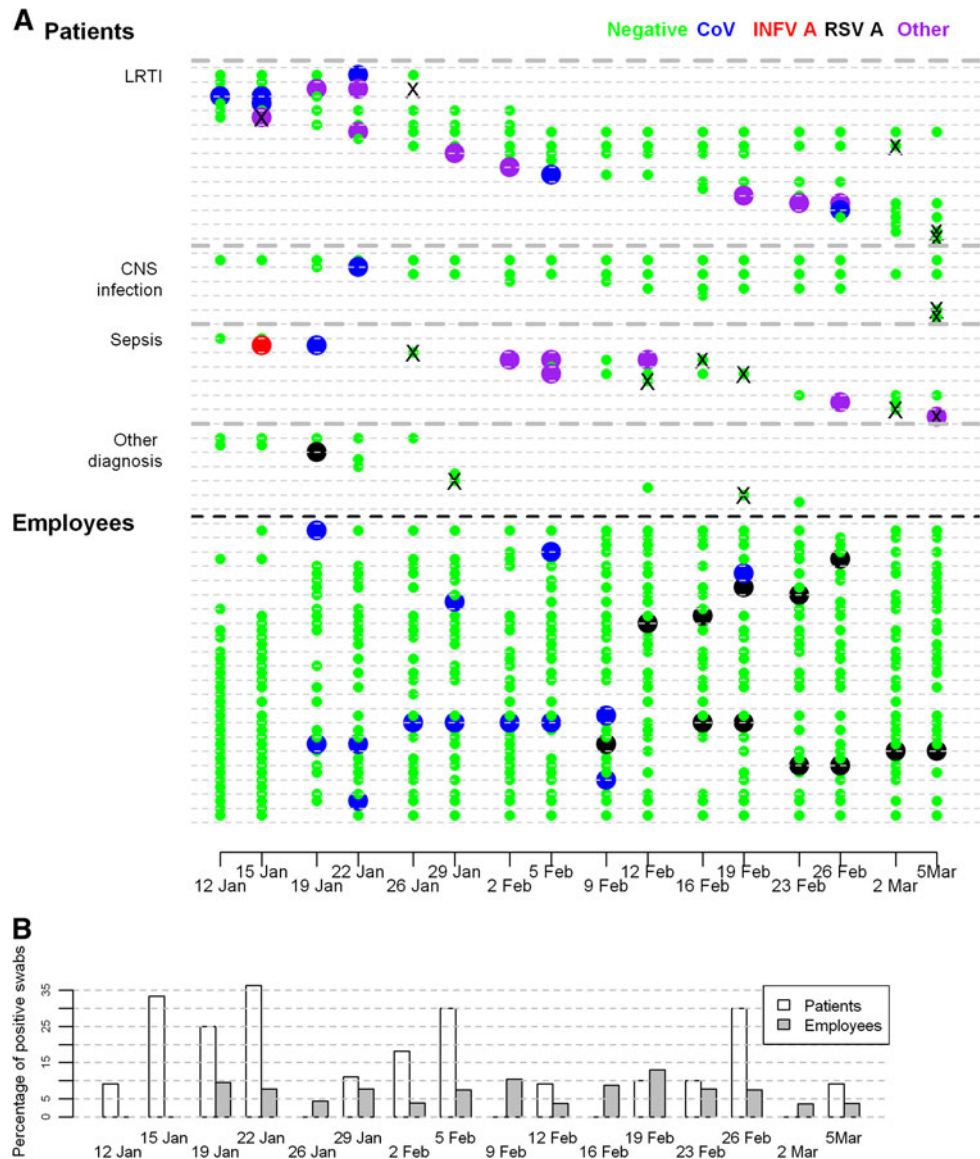 A Patients
Negative CoV INFV A RSV A Other
LRTI
CNS
infection
Sepsis
Other
diagnosis
Employees
12 Jan 15 Jan 19 Jan 22 Jan 26 Jan 29 Jan 2 Feb 5 Feb 9 Feb 12 Feb 16 Feb 19 Feb 23 Feb 26 Feb 2 Mar 5Mar
B
Percentage of positive swabs
35
25
15
5
0
Patients
Employees
12 Jan 15 Jan 19 Jan 22 Jan 26 Jan 29 Jan 2 Feb 5 Feb 9 Feb 12 Feb 16 Feb 19 Feb 23 Feb 26 Feb 2 Mar 5Mar